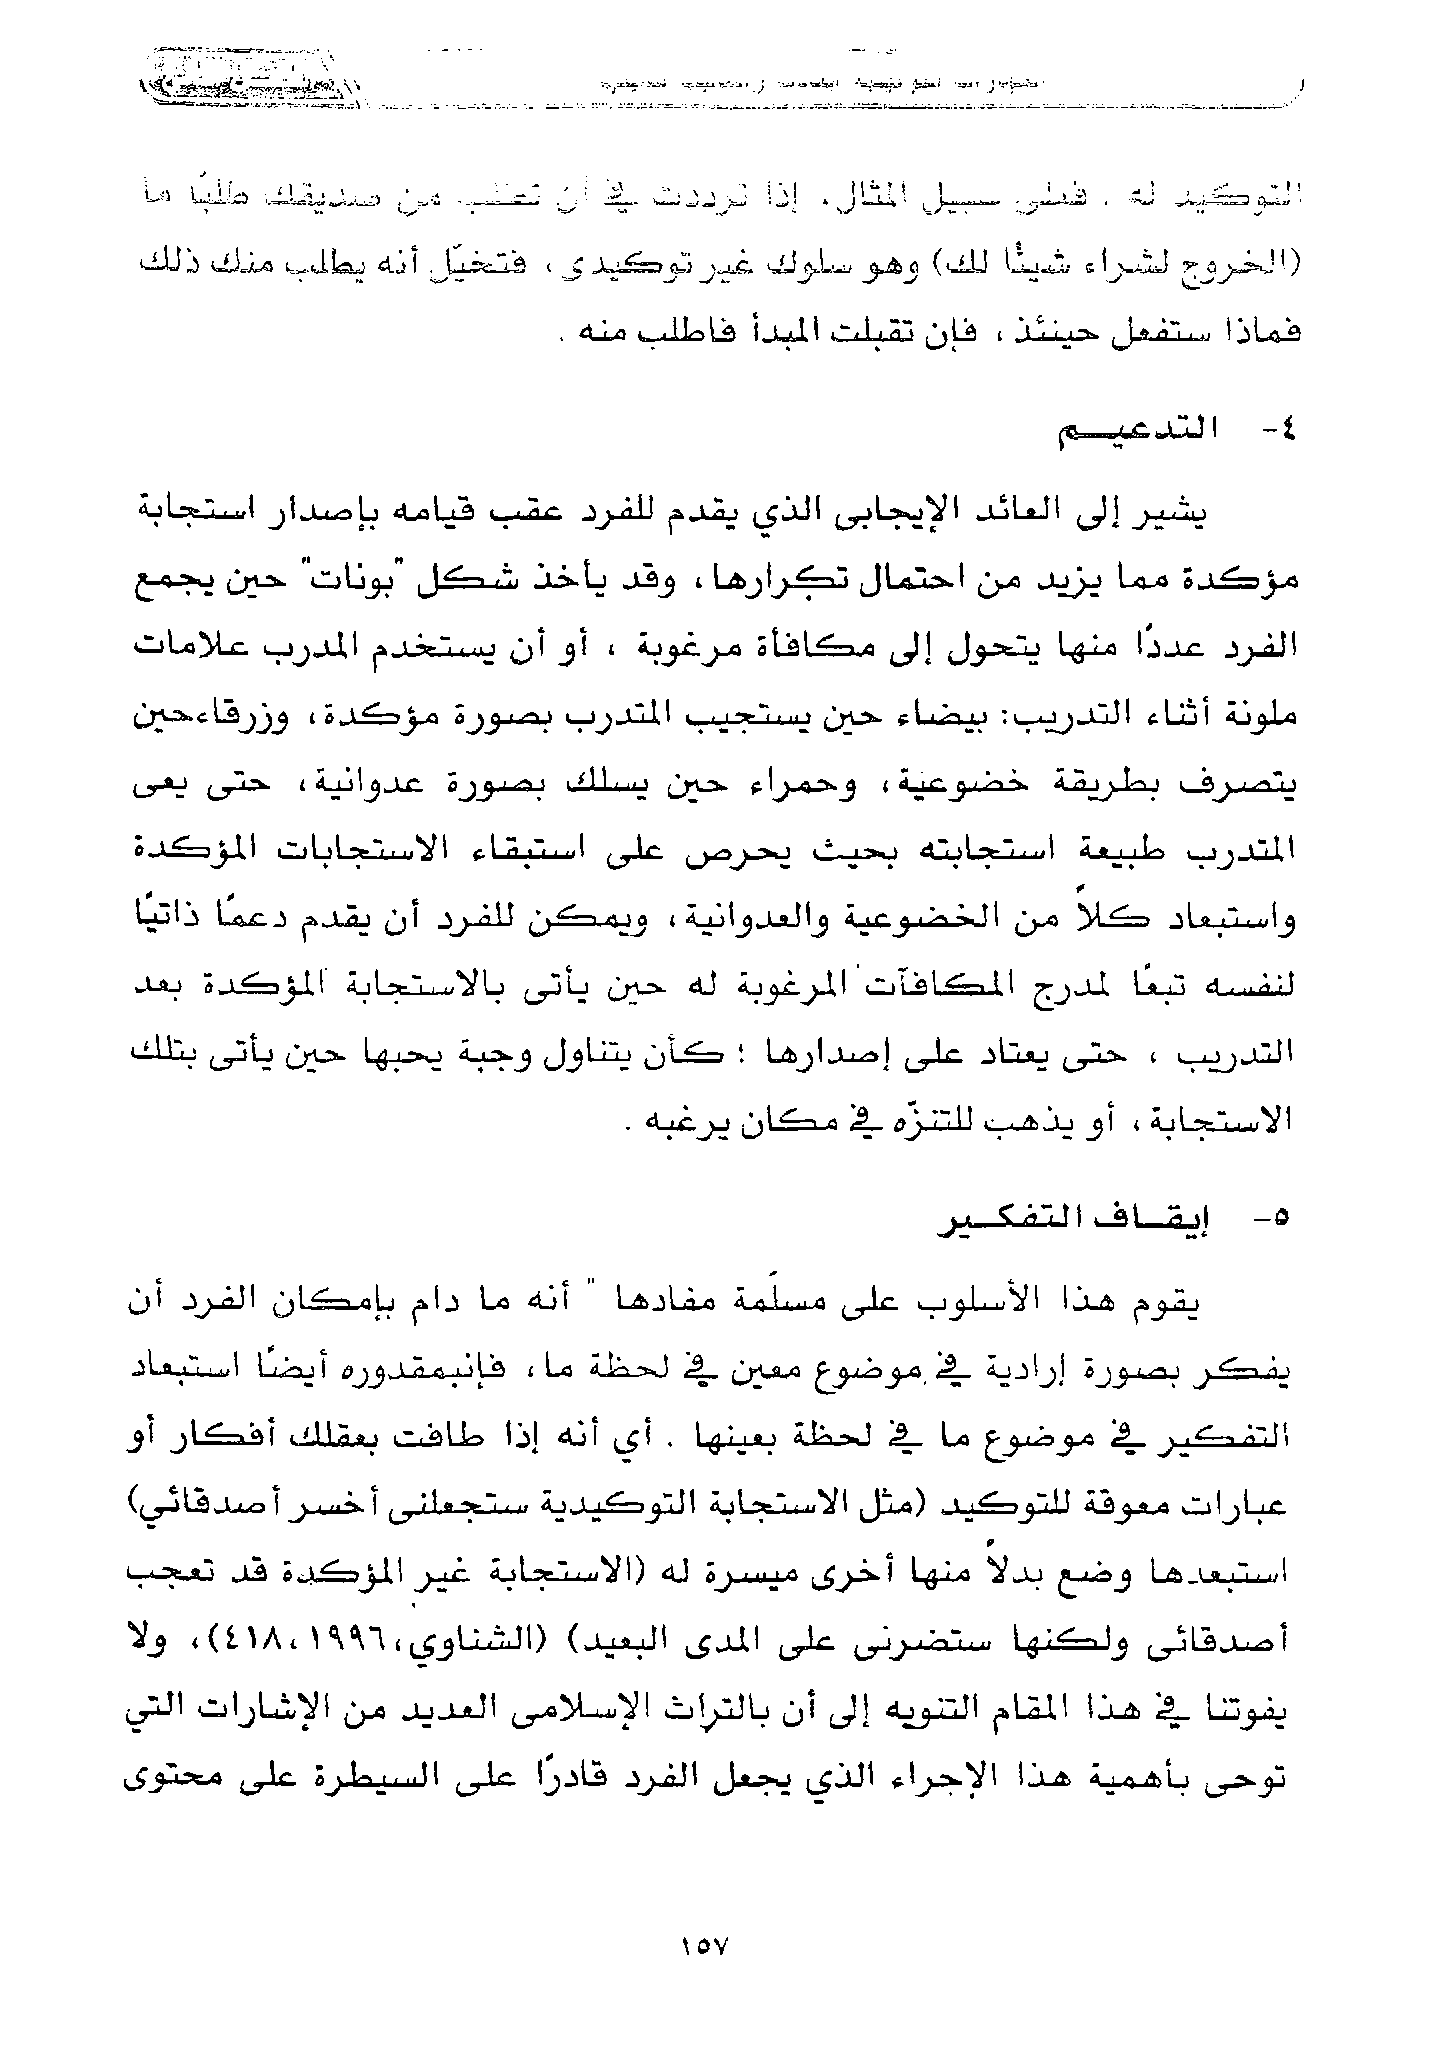 التوكيد له . فعلى سبيل المثال، إذا ترددت في أن تطلب من صديقك طلبًا ما
(الخروج لشراء شيئًا لك) وهو سلوك غير توكيدى، فتخيّل أنه يطلب منك ذلك
فماذا ستفعل حينئذ ، فإن تقبلت المبدأ فاطلب منه .
٤- التدعيـــم
يشير إلى العائد الإيجابى الذي يقدم للفرد عقب قيامه بإصدار استجابة
مؤكدة مما يزيد من احتمال تكرارها، وقد يأخذ شكل "بونات" حين يجمع
الفرد عددًا منها يتحول إلى مكافأة مرغوبة ، أو أن يستخدم المدرب علامات
ملونة أثناء التدريب: بيضاء حين يستجيب المتدرب بصورة مؤكدة، وزرقاءحين
يتصرف بطريقة خضوعية، وحمراء حين يسلك بصورة عدوانية، حتى يعى
المتدرب طبيعة استجابته بحيث يحرص على استبقاء الاستجابات المؤكدة
واستبعاد كلاً من الخضوعية والعدوانية، ويمكن للفرد أن يقدم دعمًا ذاتيًا
لنفسه تبعًا لمدرج المكافآت المرغوبة له حين يأتى بالاستجابة المؤكدة بعد
التدريب ، حتى يعتاد على إصدارها ؛ كأن يتناول وجبة يحبها حين يأتى بتلك
الاستجابة، أو يذهب للتنزّه في مكان يرغبه .
٥- إيقــاف التفكــير
يقوم هذا الأسلوب على مسلّمة مفادها " أنه ما دام بإمكان الفرد أن
يفكر بصورة إرادية في موضوع معين في لحظة ما، فإنبمقدوره أيضًا استبعاد
التفكير في موضوع ما في لحظة بعينها . أي أنه إذا طافت بعقلك أفكار أو
عبارات معوقة للتوكيد (مثل الاستجابة التوكيدية ستجعلنى أخسر أصدقائي)
استبعدها وضع بدلاً منها أخرى ميسرة له (الاستجابة غير المؤكدة قد تعجب
أصدقائى ولكنها ستضرنى على المدى البعيد) (الشناوي،١٩٩٦، ٤١٨)، ولا
يفوتنا في هذا المقام التنويه إلى أن بالتراث الإسلامى العديد من الإشارات التي
توحى بأهمية هذا الإجراء الذي يجعل الفرد قادرًا على السيطرة على محتوى
١٥٧